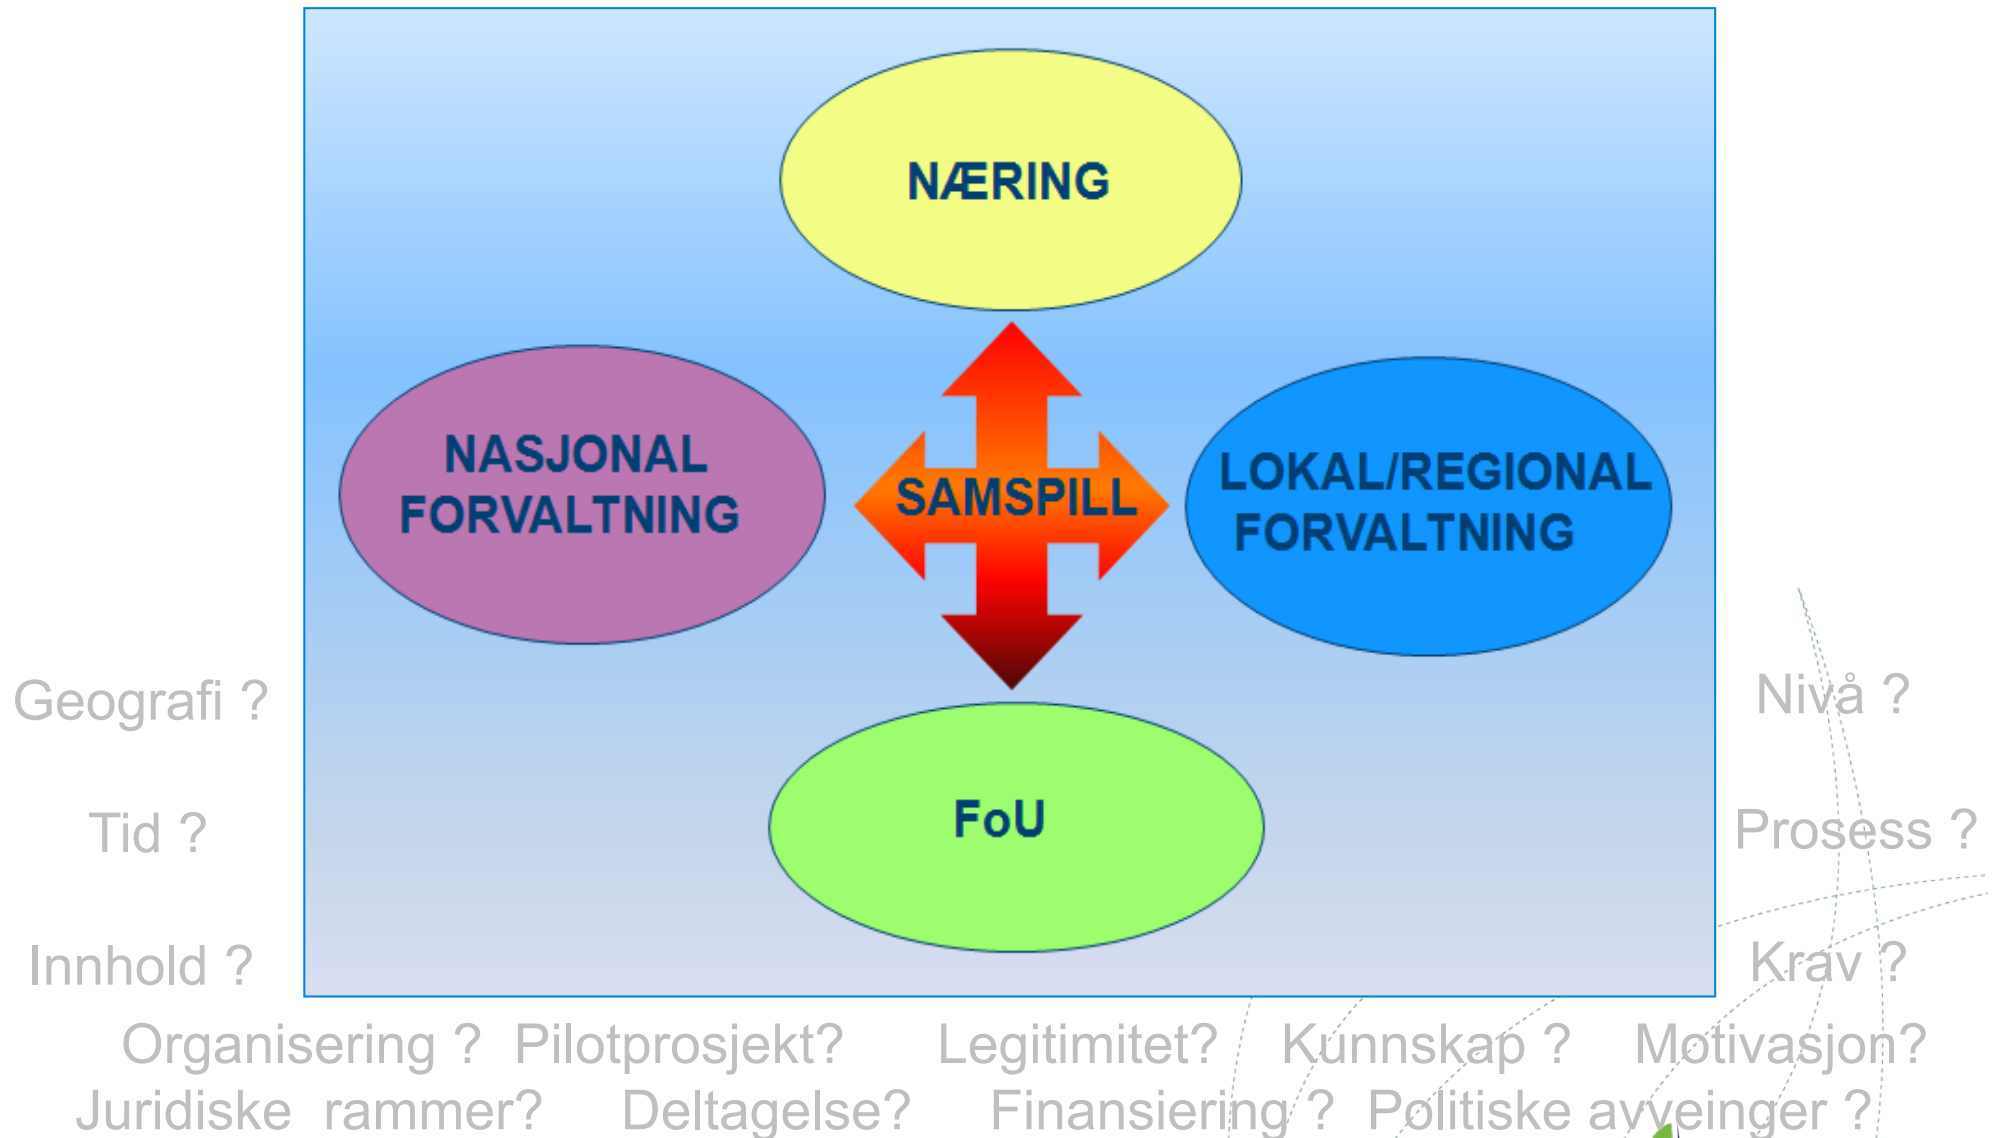 NÆRING
NASJONAL
FORVALTNING
SAMSPILL
LOKAL/REGIONAL
FORVALTNING
FoU
Geografi ?
Nivå ?
Tid ?
Prosess ?
Innhold ?
Krav ?
Organisering ? Pilotprosjekt? Legitimitet? Kunnskap ? Motivasjon?
Juridiske rammer? Deltagelse? Finansiering ? Politiske avveinger ?